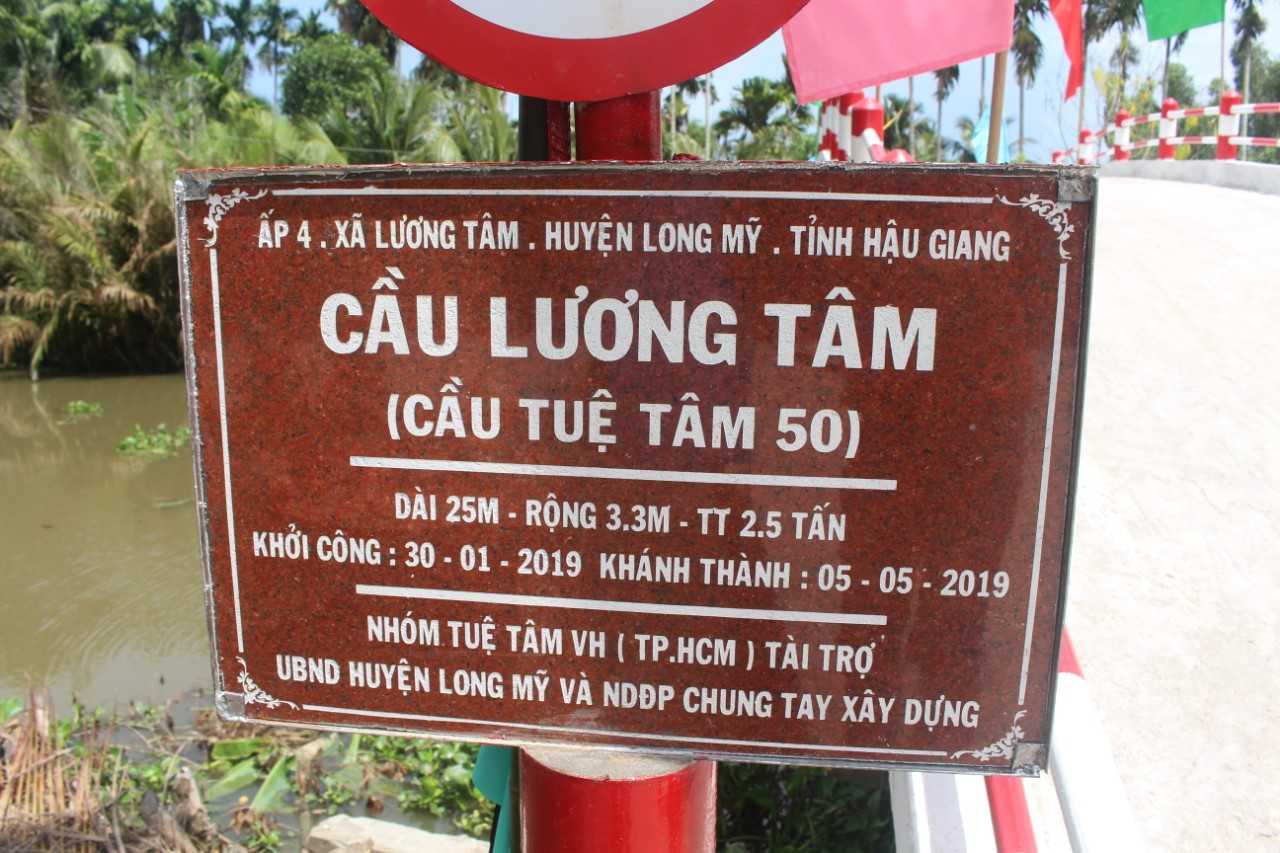 ẤP 4 . XÃ LƯƠNG TÂM . HUYỆN LONG MỸ . TỈNH HẬU GIANG
CẦU LƯƠNG TÂM
(CẦU TUỆ TÂM 50)
DÀI 25M - RỘNG 3.3M - TT 2.5 TẤN
KHỞI CÔNG : 30 - 01 - 2019 KHÁNH THÀNH : 05 - 05 - 2019
NHÓM TUỆ TÂM VH ( TP.HCM ) TÀI TRỢ
UBND HUYỆN LONG MỸ VÀ NDĐP CHUNG TAY XÂY DỰNG